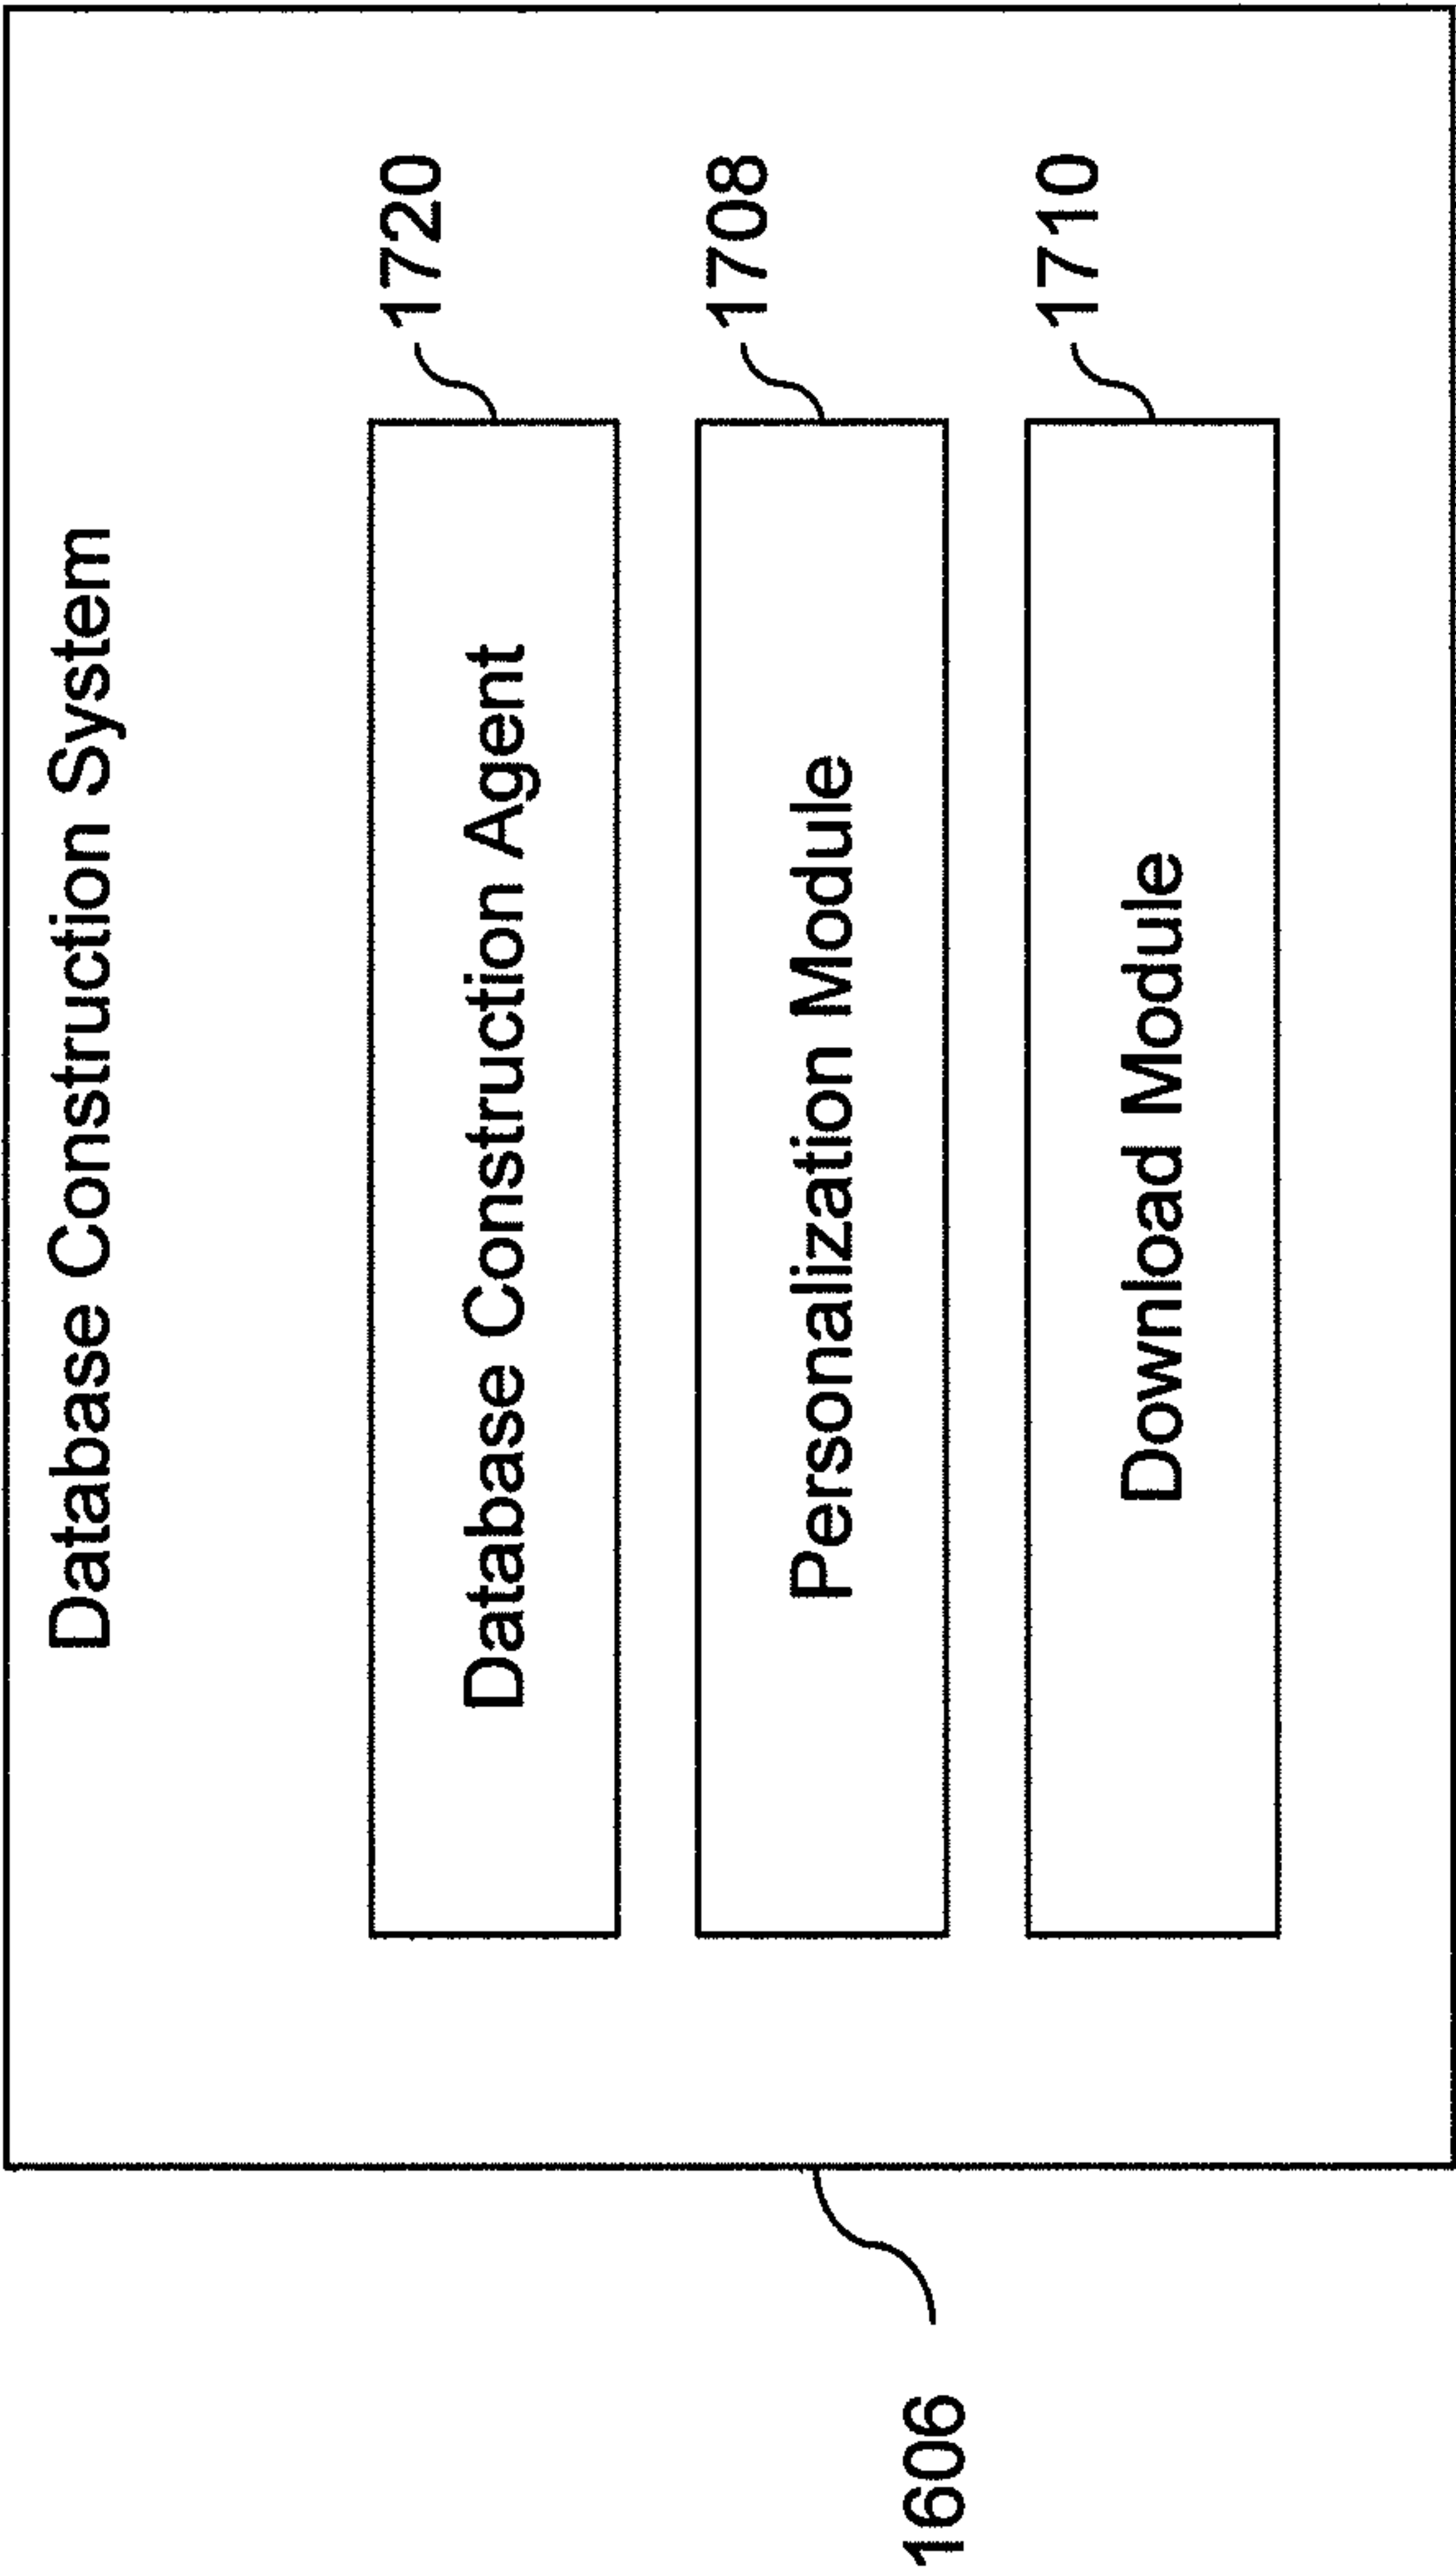 Database Construction System
Database Construction Agent
1720
Personalization Module
1708
Download Module
1710
1606